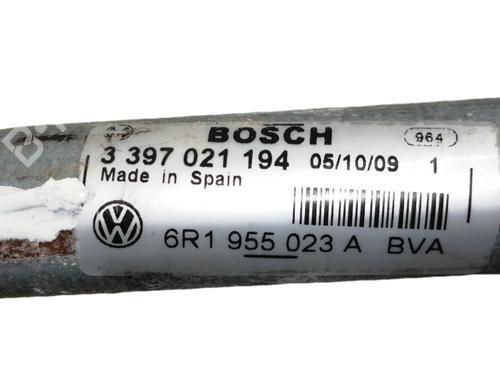 BOSCH
964
3 397 021 194 05/10/09 1
Made in Spain
6R1 955 023 A BVA